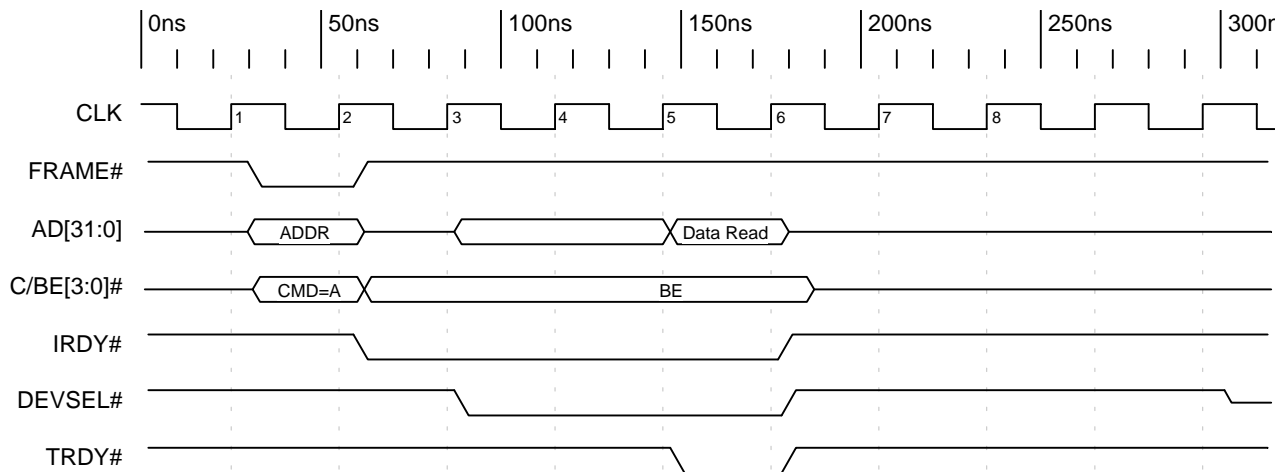 0ns 50ns 100ns 150ns 200ns 250ns 300n
CLK 1 2 3 4 5 6 7 8
FRAME#
AD[31:0] ADDR Data Read
C/BE[3:0]# CMD=A BE
IRDY#
DEVSEL#
TRDY#